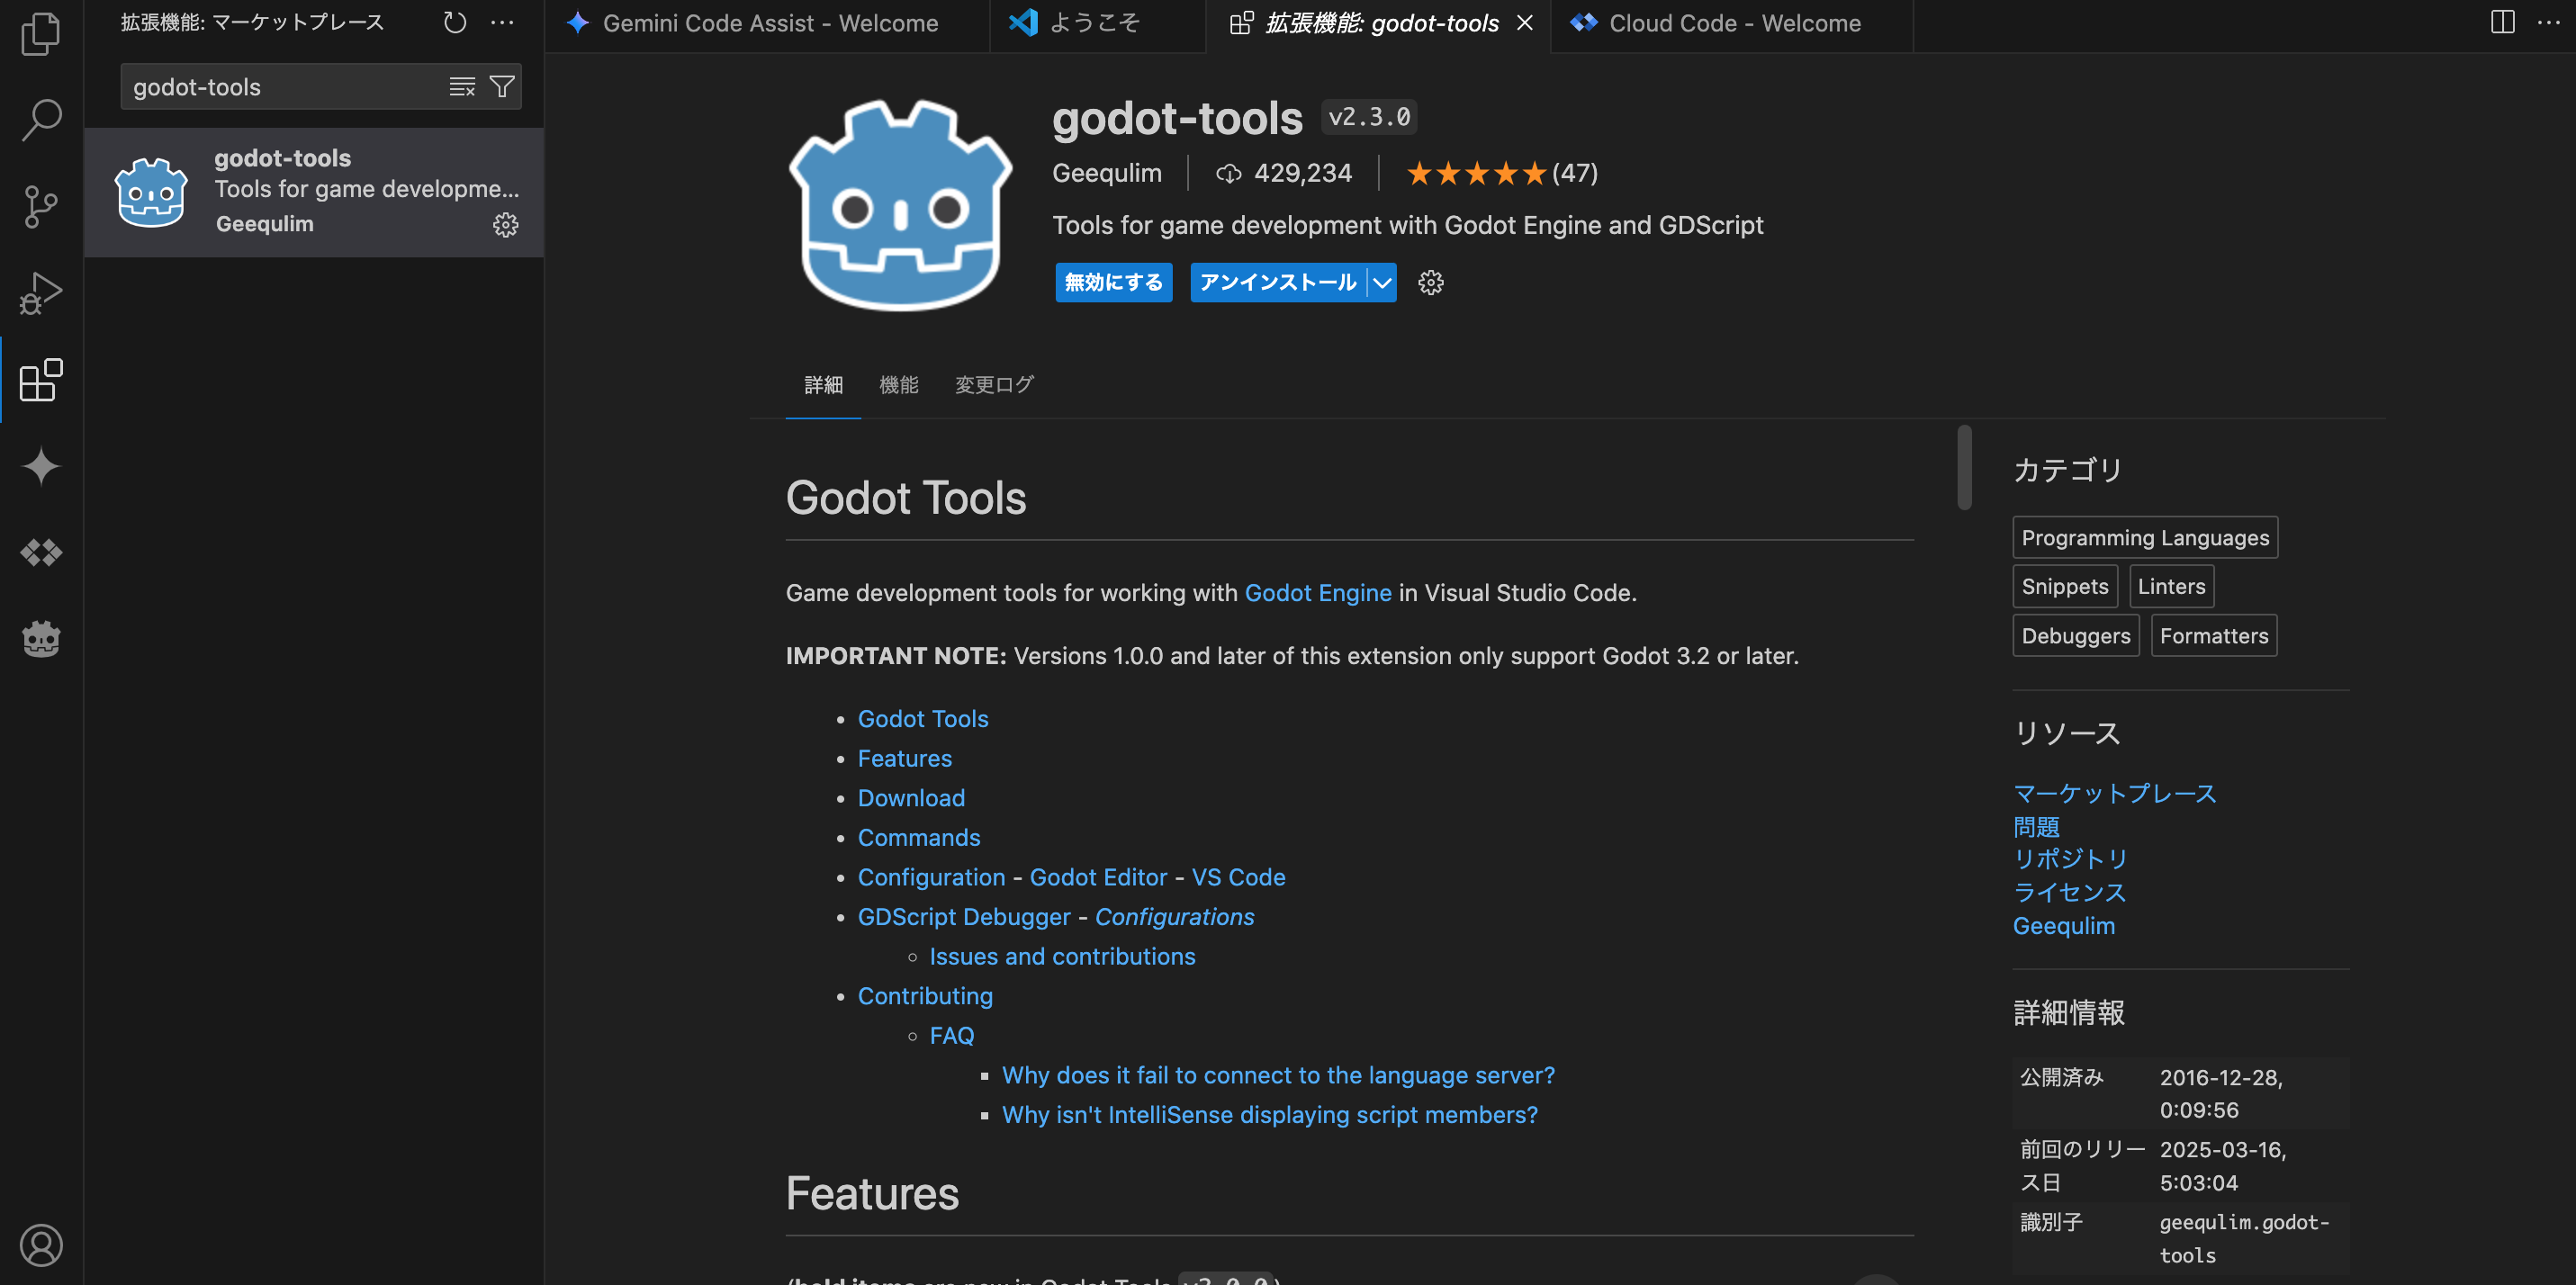 拡張機能: マーケットプレース
godot-tools
godot-tools
Tools for game developme...
Geequlim
Gemini Code Assist - Welcome
ようこそ
拡張機能: godot-tools
Cloud Code - Welcome
godot-tools v2.3.0
Geequlim 429,234 (47)
Tools for game development with Godot Engine and GDScript
無効にする アンインストール
詳細 機能 変更ログ
Godot Tools
Game development tools for working with Godot Engine in Visual Studio Code.
IMPORTANT NOTE: Versions 1.0.0 and later of this extension only support Godot 3.2 or later.
Godot Tools
Features
Download
Commands
Configuration - Godot Editor - VS Code
GDScript Debugger - Configurations
Issues and contributions
Contributing
FAQ
Why does it fail to connect to the language server?
Why isn't IntelliSense displaying script members?
Features
カテゴリ
Programming Languages
Snippets Linters
Debuggers Formatters
リソース
マーケットプレース
問題
リポジトリ
ライセンス
Geequlim
詳細情報
公開済み 2016-12-28,
0:09:56
前回のリリー 2025-03-16,
ス日 5:03:04
識別子 geequlim.godot-
tools